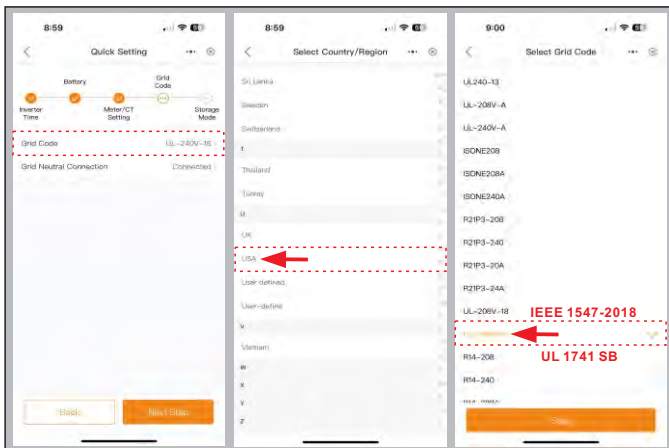 8:59
Quick Setting
Battery
Grid
Code
Inverter
Time
Meter/CT
Setting
Storage
Mode
Grid Code UL-240V-18
Grid Neutral Connection Connected
Back Next Step
8:59
Select Country/Region
Sri Lanka
Sweden
Switzerland
T
Thailand
Turkey
U
UK
USA
User defined
User-define
V
Vietnam
W
X
Y
Z
9:00
Select Grid Code
UL240-13
UL-208V-A
UL-240V-A
ISONE208
ISONE208A
ISONE240A
R21P3-208
R21P3-240
R21P3-20A
R21P3-24A
UL-208V-18
IEEE 1547-2018
UL 1741 SB
R14-208
R14-240